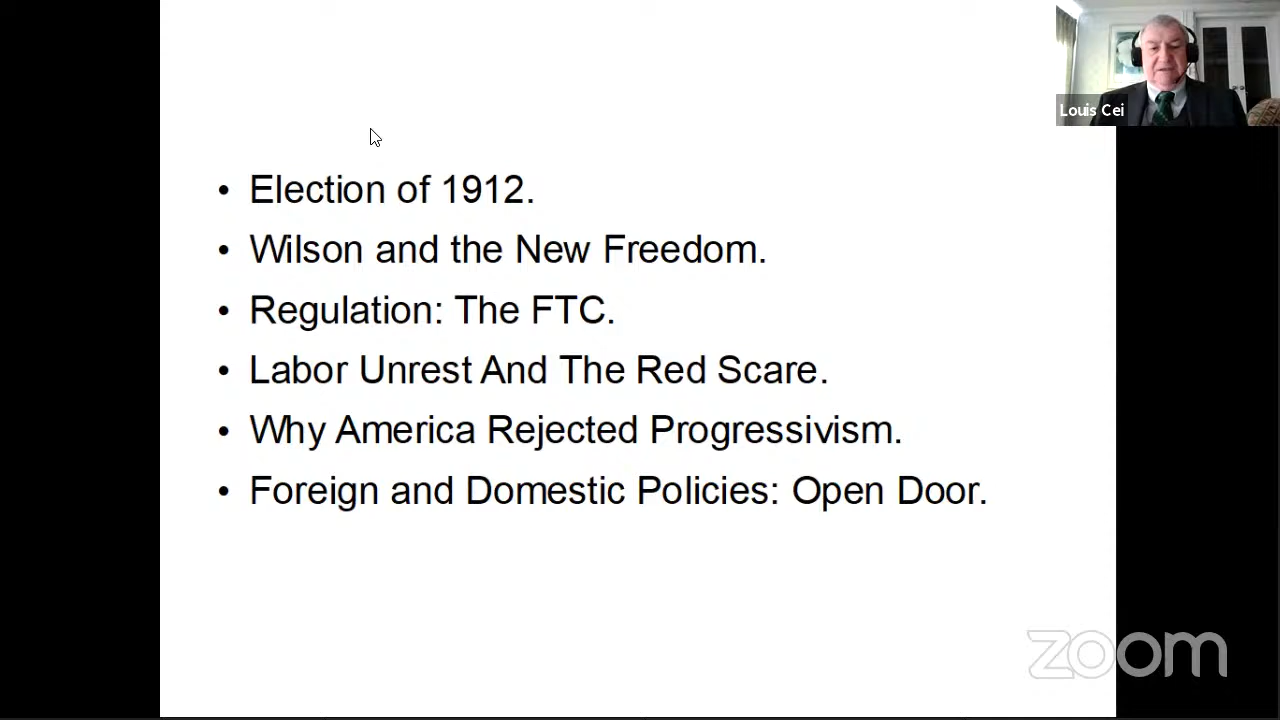 Louis Cei
• Election of 1912.
• Wilson and the New Freedom.
• Regulation: The FTC.
• Labor Unrest And The Red Scare.
• Why America Rejected Progressivism.
• Foreign and Domestic Policies: Open Door.
zoom